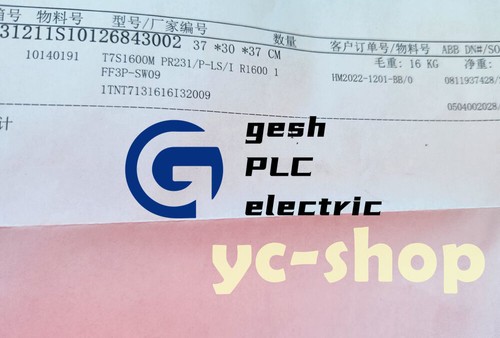 箱号 物料号 型号/厂家编号 数量 客户订单号/物料号 ABB DN#/SO
31211S10126843002 37 *30 *37 CM 毛重: 16 KG 净重:
10140191 T7S1600M PR231/P-LS/I R1600 1 HM2022-1201-BB/0 0811937428/
FF3P-SW09
1TNT7131616132009 0504002028/
计
gesh
PLC
electric
yc-shop